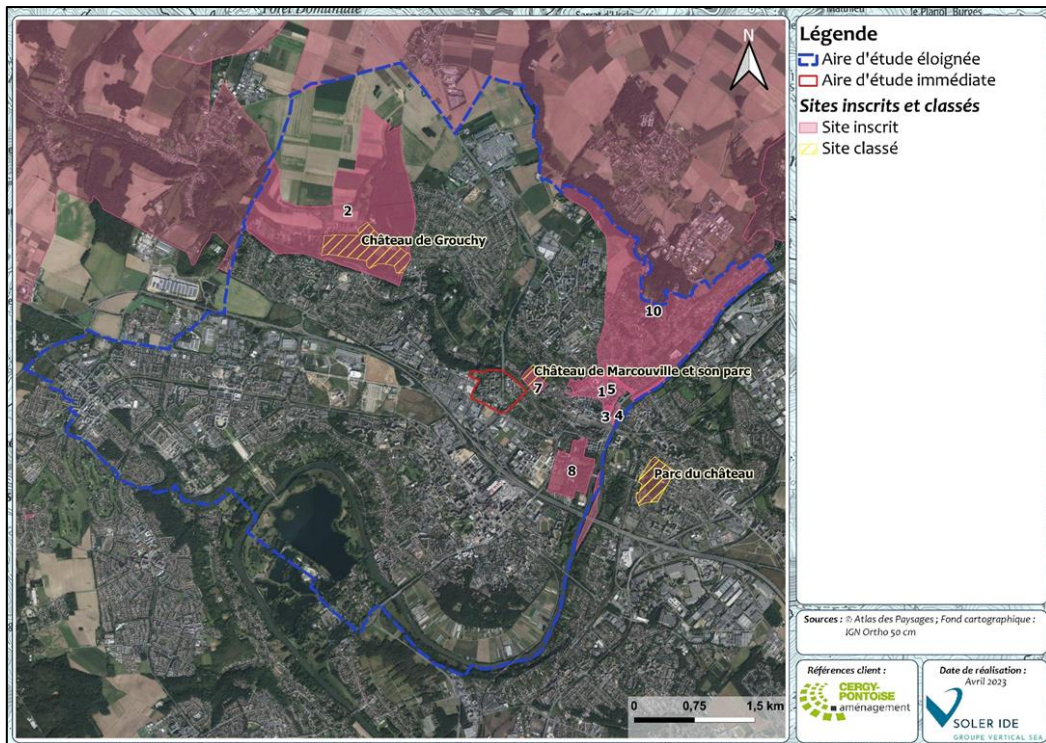 Forêt Domaniale
Légende
Aire d'étude éloignée
Aire d'étude immédiate
Sites inscrits et classés
Site inscrit
Site classé
N
2
Château de Grouchy
10
Château de Marcouville et son parc
7
1 5
3 4
8
Parc du château
0 0,75 1,5 km
Sources : © Atlas des Paysages ; Fond cartographique :
IGN Ortho 50 cm
Références client :
CERGY-
PONTOISE
aménagement
Date de réalisation :
Avril 2023
SOLER IDE
GROUPE VERTICAL SEA